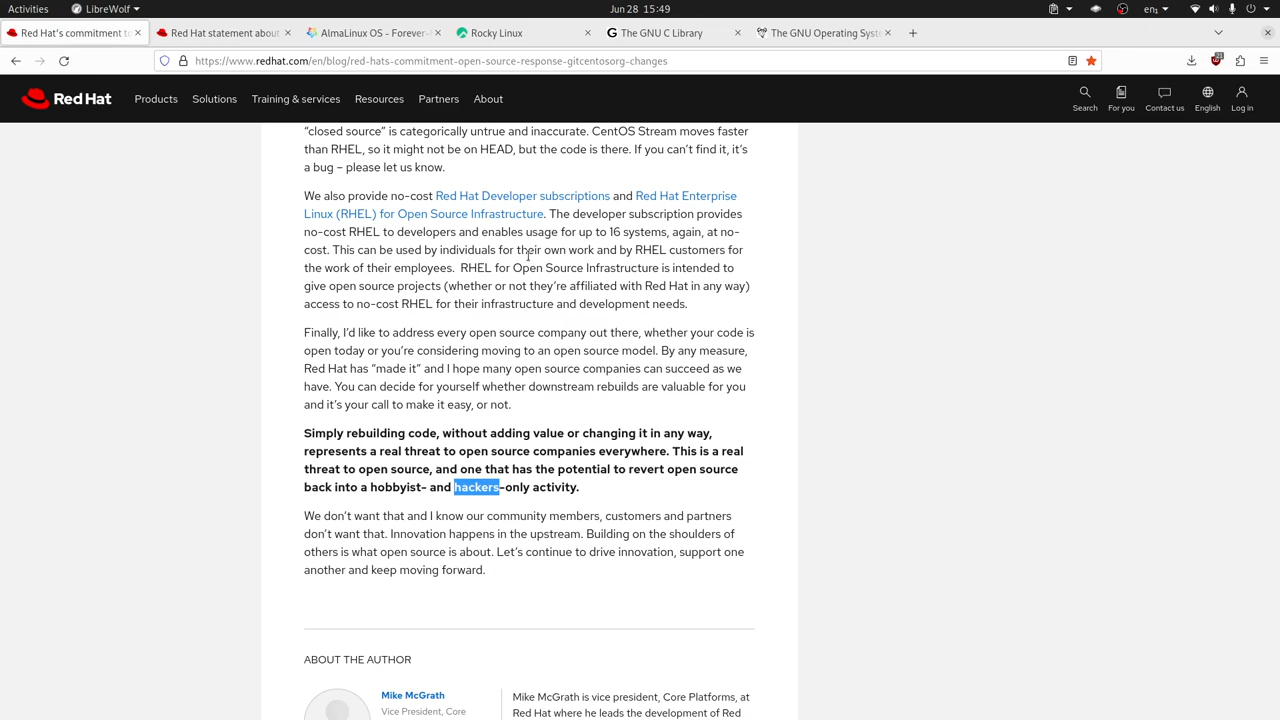 Activities
LibreWolf
Jun 28 15:49
en₁
Red Hat's commitment to
Red Hat statement about
AlmaLinux OS - Forever-
Rocky Linux
The GNU C Library
The GNU Operating Syst
https://www.redhat.com/en/blog/red-hats-commitment-open-source-response-gitcentosorg-changes
Red Hat
Products
Solutions
Training & services
Resources
Partners
About
Search
For you
Contact us
English
Log in
“closed source” is categorically untrue and inaccurate. CentOS Stream moves faster
than RHEL, so it might not be on HEAD, but the code is there. If you can’t find it, it’s
a bug – please let us know.
We also provide no-cost Red Hat Developer subscriptions and Red Hat Enterprise
Linux (RHEL) for Open Source Infrastructure. The developer subscription provides
no-cost RHEL to developers and enables usage for up to 16 systems, again, at no-
cost. This can be used by individuals for their own work and by RHEL customers for
the work of their employees.  RHEL for Open Source Infrastructure is intended to
give open source projects (whether or not they’re affiliated with Red Hat in any way)
access to no-cost RHEL for their infrastructure and development needs.
Finally, I’d like to address every open source company out there, whether your code is
open today or you’re considering moving to an open source model. By any measure,
Red Hat has “made it” and I hope many open source companies can succeed as we
have. You can decide for yourself whether downstream rebuilds are valuable for you
and it’s your call to make it easy, or not.
Simply rebuilding code, without adding value or changing it in any way,
represents a real threat to open source companies everywhere. This is a real
threat to open source, and one that has the potential to revert open source
back into a hobbyist- and hackers-only activity.
We don’t want that and I know our community members, customers and partners
don’t want that. Innovation happens in the upstream. Building on the shoulders of
others is what open source is about. Let’s continue to drive innovation, support one
another and keep moving forward.
ABOUT THE AUTHOR
Mike McGrath
Vice President, Core
Mike McGrath is vice president, Core Platforms, at
Red Hat where he leads the development of Red